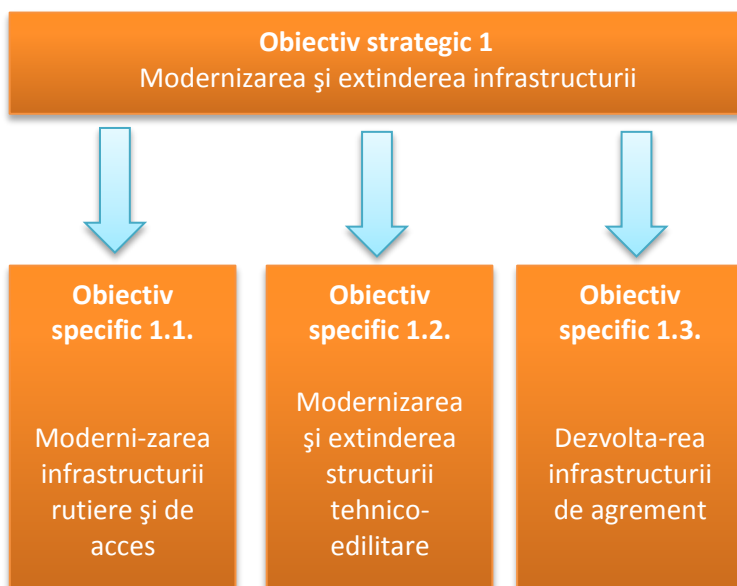 Obiectiv strategic 1
Modernizarea şi extinderea infrastructurii
Obiectiv
specific 1.1.
Moderni-zarea
infrastructurii
rutiere şi de
acces
Obiectiv
specific 1.2.
Modernizarea
şi extinderea
structurii
tehnico-
edilitare
Obiectiv
specific 1.3.
Dezvolta-rea
infrastructurii
de agrement